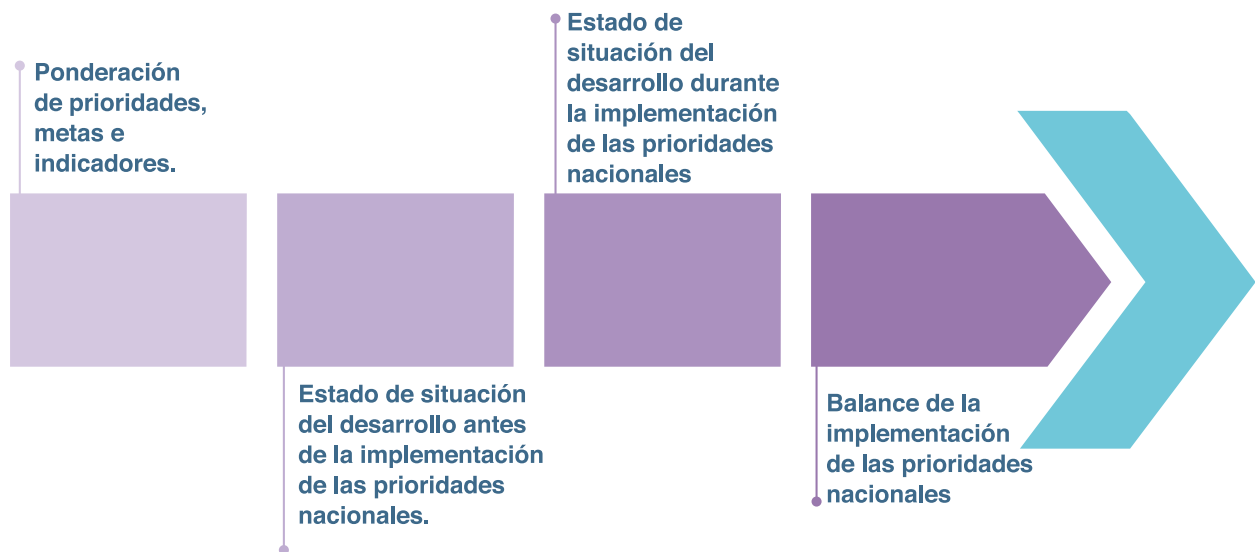 Ponderación
de prioridades,
metas e
indicadores.
Estado de situación
del desarrollo antes
de la implementación
de las prioridades
nacionales.
Estado de
situación del
desarrollo durante
la implementación
de las prioridades
nacionales
Balance de la
implementación
de las prioridades
nacionales